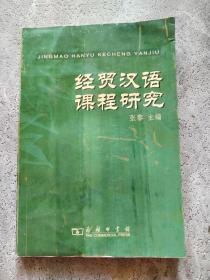 JINGMAO HANYU KECHENG YANJIU
经贸汉语
课程研究
张黎 主编
商务印书馆
THE COMMERCIAL PRESS